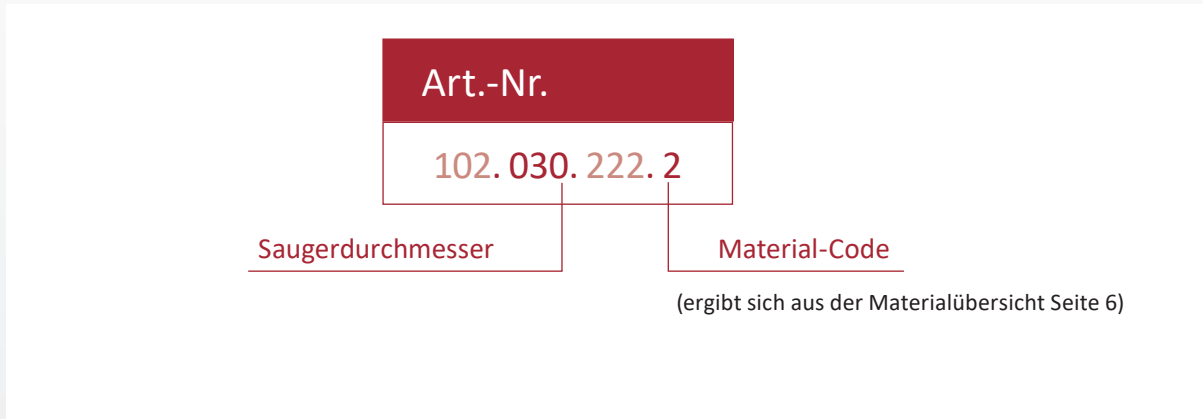 Art.-Nr.
102. 030. 222. 2
Saugerdurchmesser
Material-Code
(ergibt sich aus der Materialübersicht Seite 6)